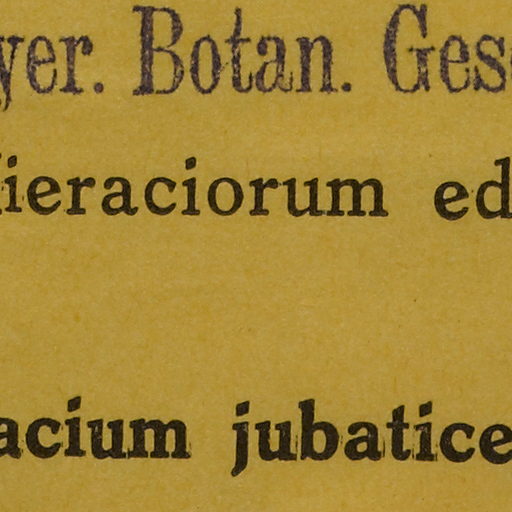 yer. Botan. Ges
ieraciorum ed
acium jubatice